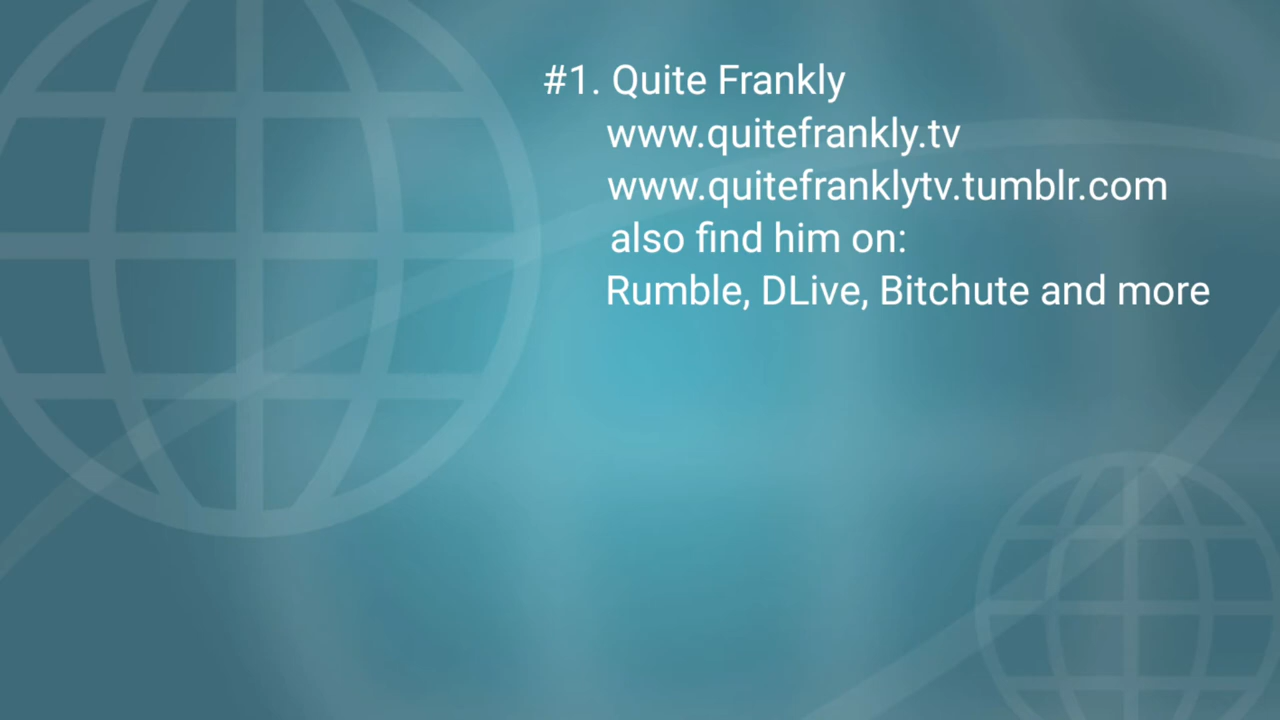 #1. Quite Frankly
www.quitefrankly.tv
www.quitefranklytv.tumblr.com
also find him on:
Rumble, DLive, Bitchute and more